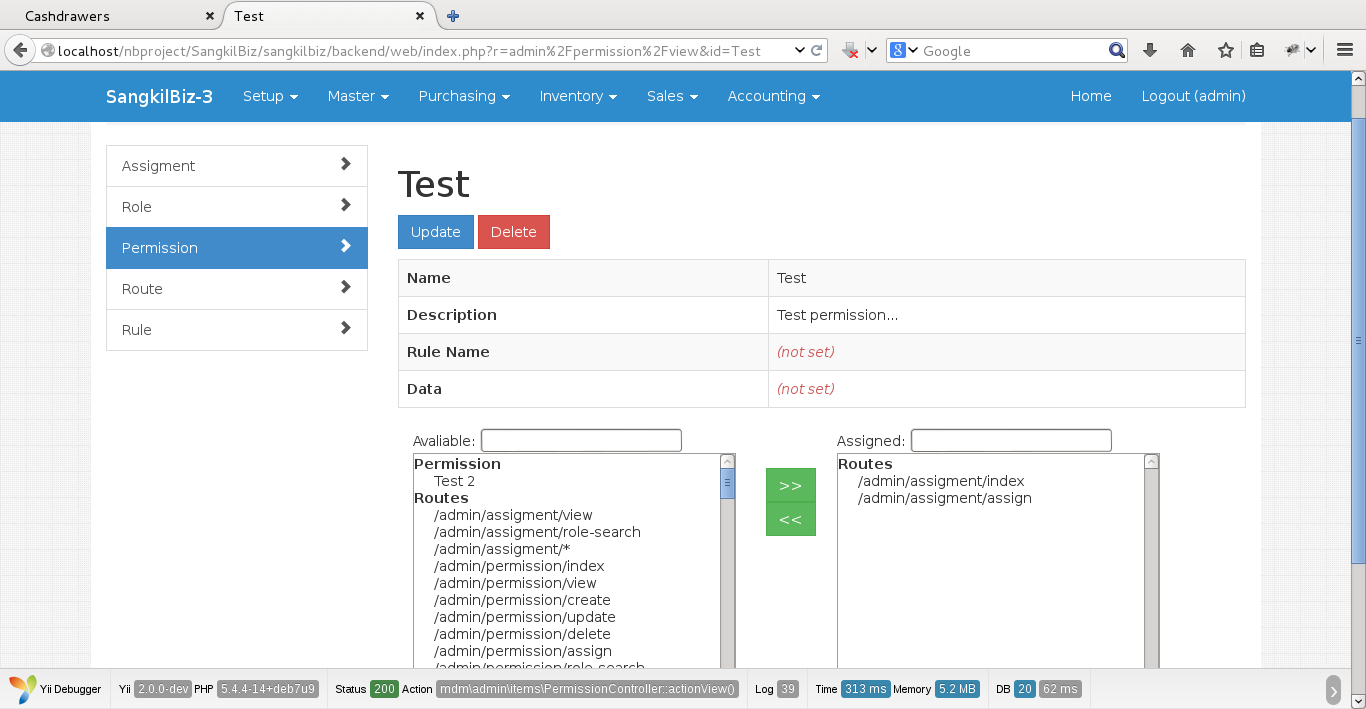 Cashdrawers
Test
localhost/nbproject/SangkilBiz/sangkilbiz/backend/web/index.php?r=admin%2Fpermission%2Fview&id=Test
Google
SangkilBiz-3 Setup Master Purchasing Inventory Sales Accounting Home Logout (admin)
Assigment
Role
Permission
Route
Rule
Test
Update Delete
Name Test
Description Test permission...
Rule Name (not set)
Data (not set)
Avaliable:
Permission
Test 2
Routes
/admin/assigment/view
/admin/assigment/role-search
/admin/assigment/*
/admin/permission/index
/admin/permission/view
/admin/permission/create
/admin/permission/update
/admin/permission/delete
/admin/permission/assign
/admin/permission/role-search
>>
<<
Assigned:
Routes
/admin/assigment/index
/admin/assigment/assign
Yii Debugger Yii 2.0.0-dev PHP 5.4.4-14+deb7u9 Status 200 Action mdm\admin\items\PermissionController::actionView() Log 39 Time 313 ms Memory 5.2 MB DB 20 62 ms